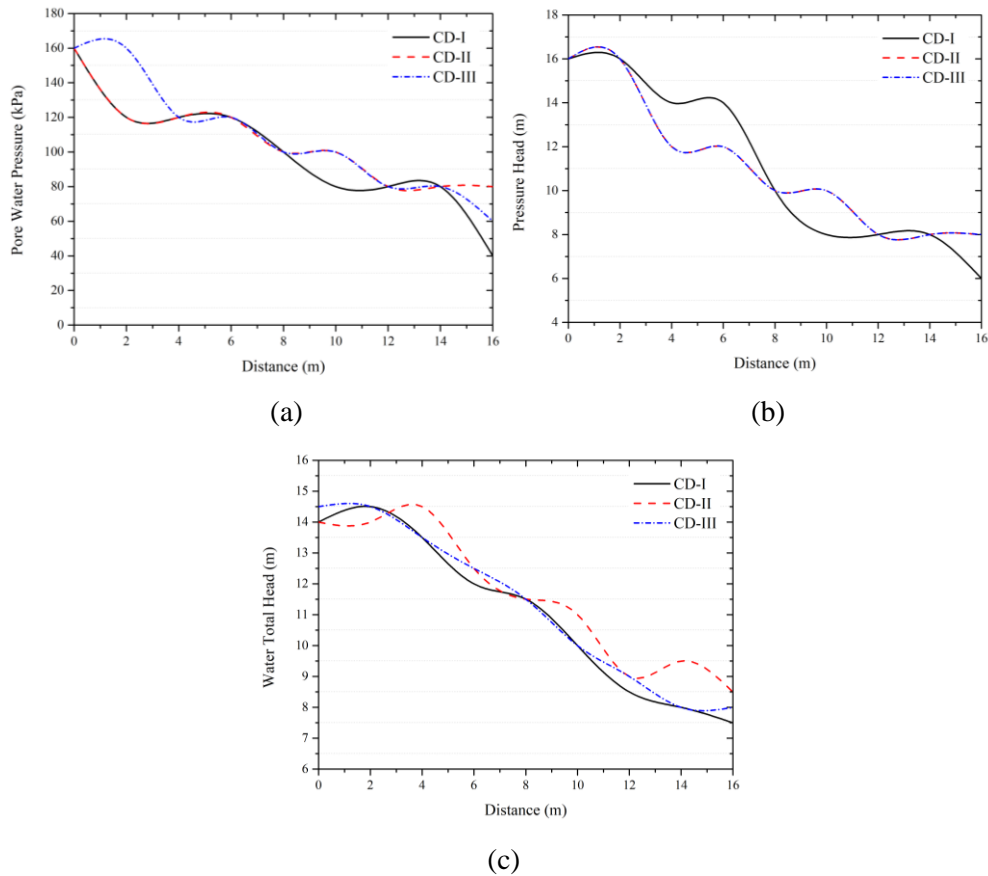 180
160
140
120
100
80
60
40
20
0
Pore Water Pressure (kPa)
CD-I
CD-II
CD-III
0 2 4 6 8 10 12 14 16
Distance (m)
(a)
18
16
14
12
10
8
6
4
Pressure Head (m)
CD-I
CD-II
CD-III
0 2 4 6 8 10 12 14 16
Distance (m)
(b)
16
15
14
13
12
11
10
9
8
7
6
Water Total Head (m)
CD-I
CD-II
CD-III
0 2 4 6 8 10 12 14 16
Distance (m)
(c)